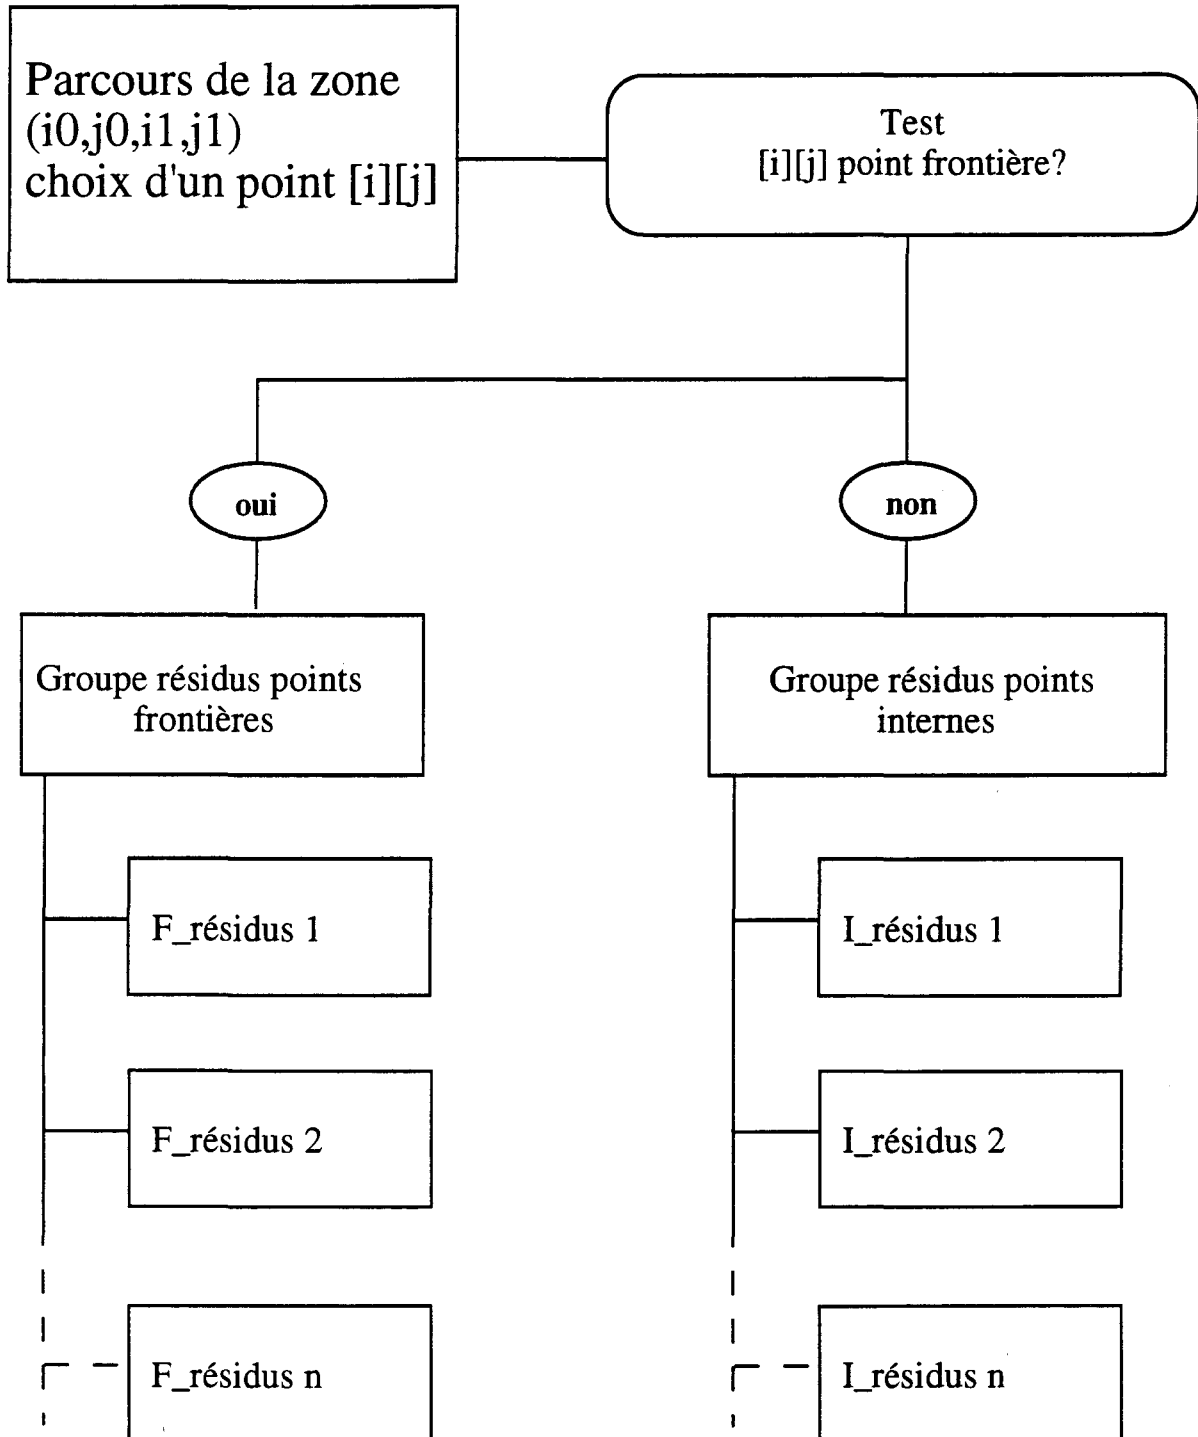 Parcours de la zone
(i0,j0,i1,j1)
choix d'un point [i][j]
Test
[i][j] point frontière?
oui
non
Groupe résidus points
frontières
Groupe résidus points
internes
F_résidus 1
I_résidus 1
F_résidus 2
I_résidus 2
F_résidus n
I_résidus n